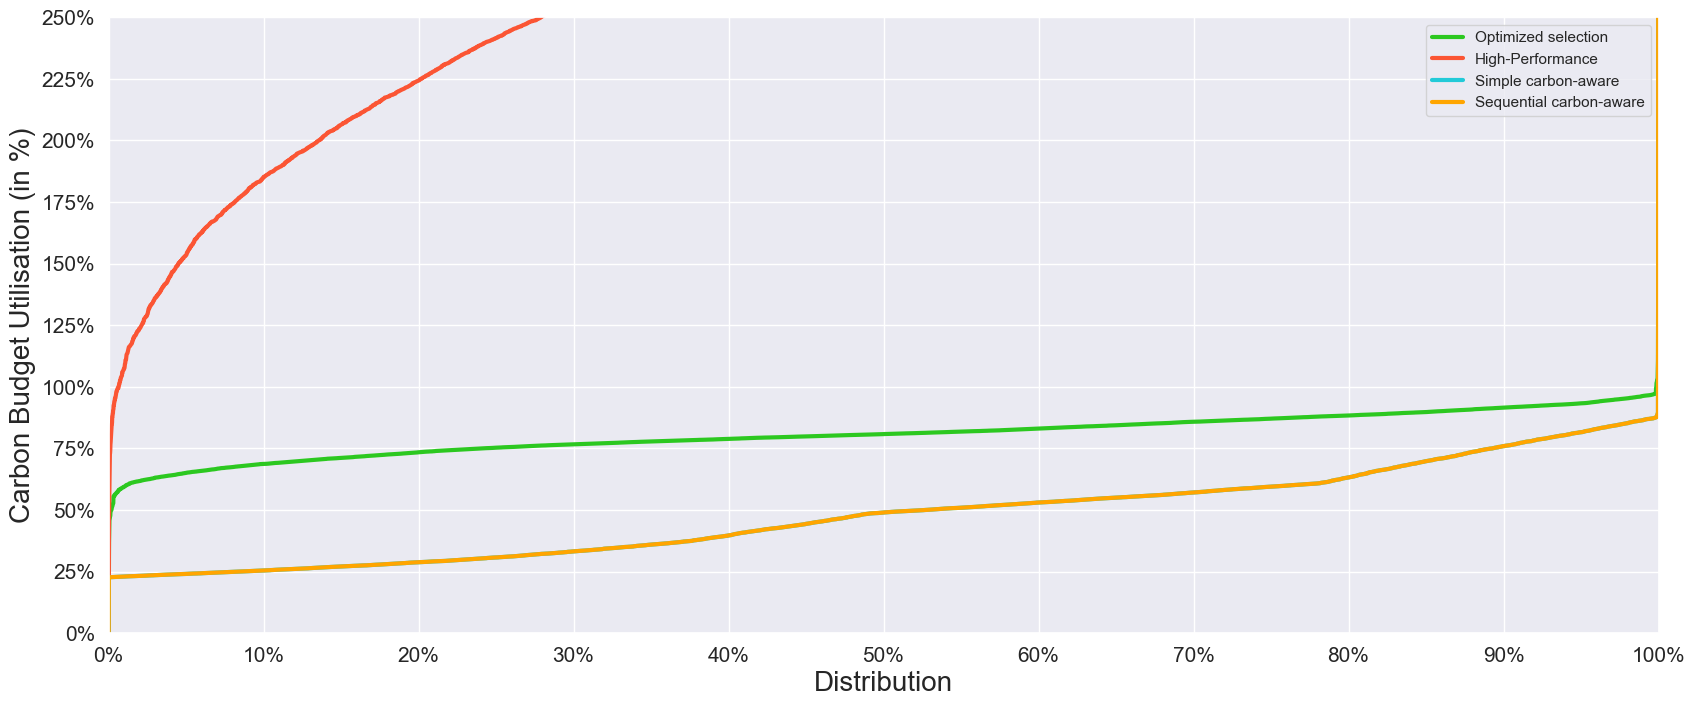 Carbon Budget Utilisation (in %)
250%
225%
200%
175%
150%
125%
100%
75%
50%
25%
0%
Optimized selection
High-Performance
Simple carbon-aware
Sequential carbon-aware
0% 10% 20% 30% 40% 50% 60% 70% 80% 90% 100%
Distribution